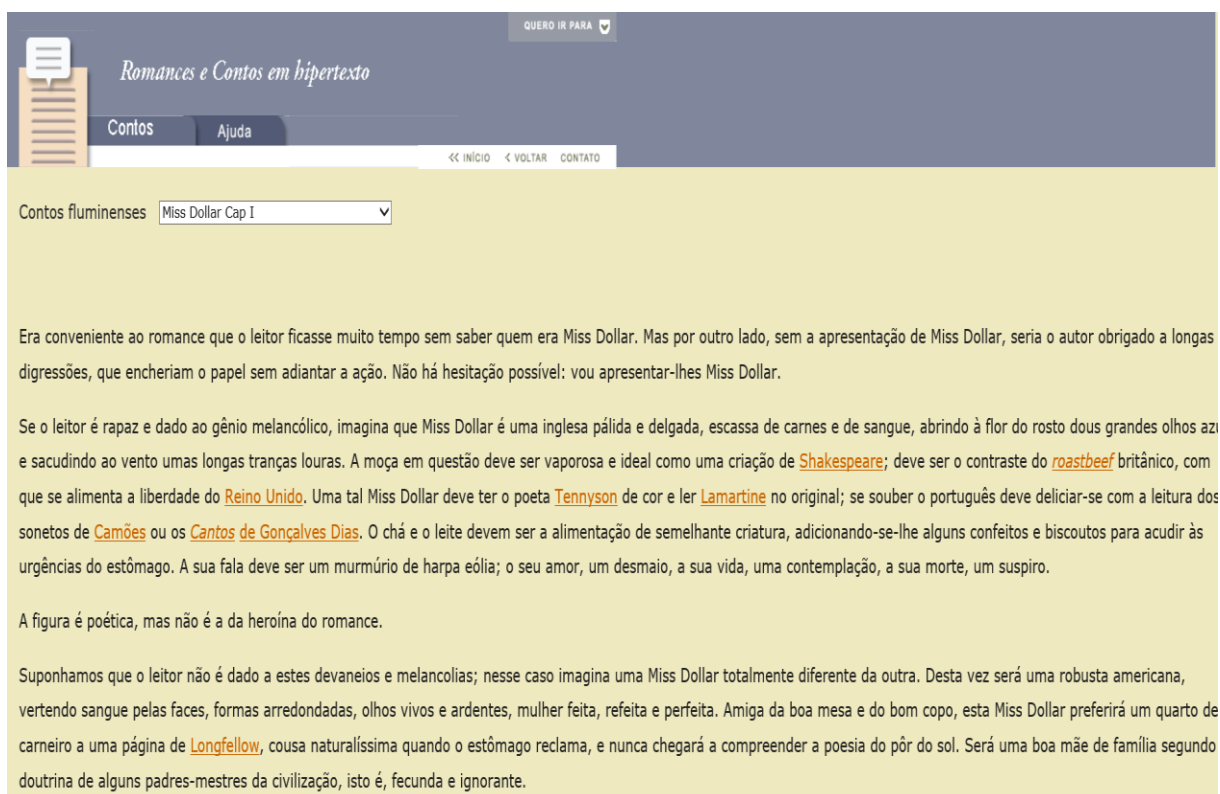 QUERO IR PARA
Romances e Contos em hipertexto
Contos
Ajuda
<< INÍCIO < VOLTAR CONTATO
Contos fluminenses Miss Dollar Cap I
Era conveniente ao romance que o leitor ficasse muito tempo sem saber quem era Miss Dollar. Mas por outro lado, sem a apresentação de Miss Dollar, seria o autor obrigado a longas
digressões, que encheriam o papel sem adiantar a ação. Não há hesitação possível: vou apresentar-lhes Miss Dollar.
Se o leitor é rapaz e dado ao gênio melancólico, imagina que Miss Dollar é uma inglesa pálida e delgada, escassa de carnes e de sangue, abrindo à flor do rosto dous grandes olhos azu
e sacudindo ao vento umas longas tranças louras. A moça em questão deve ser vaporosa e ideal como uma criação de Shakespeare; deve ser o contraste do roastbeef britânico, com
que se alimenta a liberdade do Reino Unido. Uma tal Miss Dollar deve ter o poeta Tennyson de cor e ler Lamartine no original; se souber o português deve deliciar-se com a leitura dos
sonetos de Camões ou os Cantos de Gonçalves Dias. O chá e o leite devem ser a alimentação de semelhante criatura, adicionando-se-lhe alguns confeitos e biscoutos para acudir às
urgências do estômago. A sua fala deve ser um murmúrio de harpa eólia; o seu amor, um desmaio, a sua vida, uma contemplação, a sua morte, um suspiro.
A figura é poética, mas não é a da heroína do romance.
Suponhamos que o leitor não é dado a estes devaneios e melancolias; nesse caso imagina uma Miss Dollar totalmente diferente da outra. Desta vez será uma robusta americana,
vertendo sangue pelas faces, formas arredondadas, olhos vivos e ardentes, mulher feita, refeita e perfeita. Amiga da boa mesa e do bom copo, esta Miss Dollar preferirá um quarto de
carneiro a uma página de Longfellow, cousa naturalíssima quando o estômago reclama, e nunca chegará a compreender a poesia do pôr do sol. Será uma boa mãe de família segundo
doutrina de alguns padres-mestres da civilização, isto é, fecunda e ignorante.